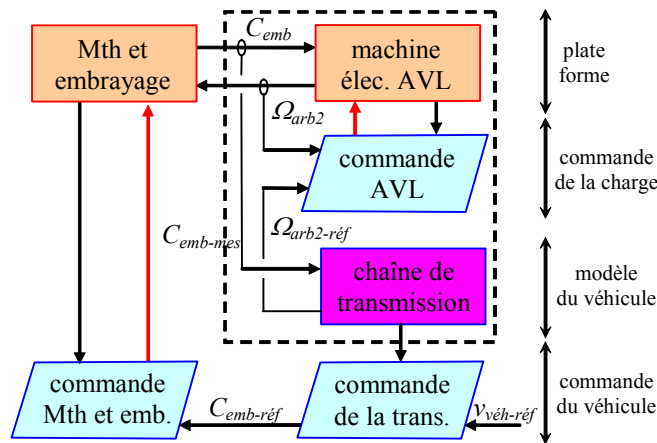 Mth et
embrayage
C_emb
machine
élec. AVL
plate
forme
Ω_arb2
commande
AVL
commande
de la charge
C_emb-mes
Ω_arb2-réf
chaîne de
transmission
modèle
du véhicule
commande
Mth et emb.
C_emb-réf
commande
de la trans.
v_véh-réf
commande
du véhicule